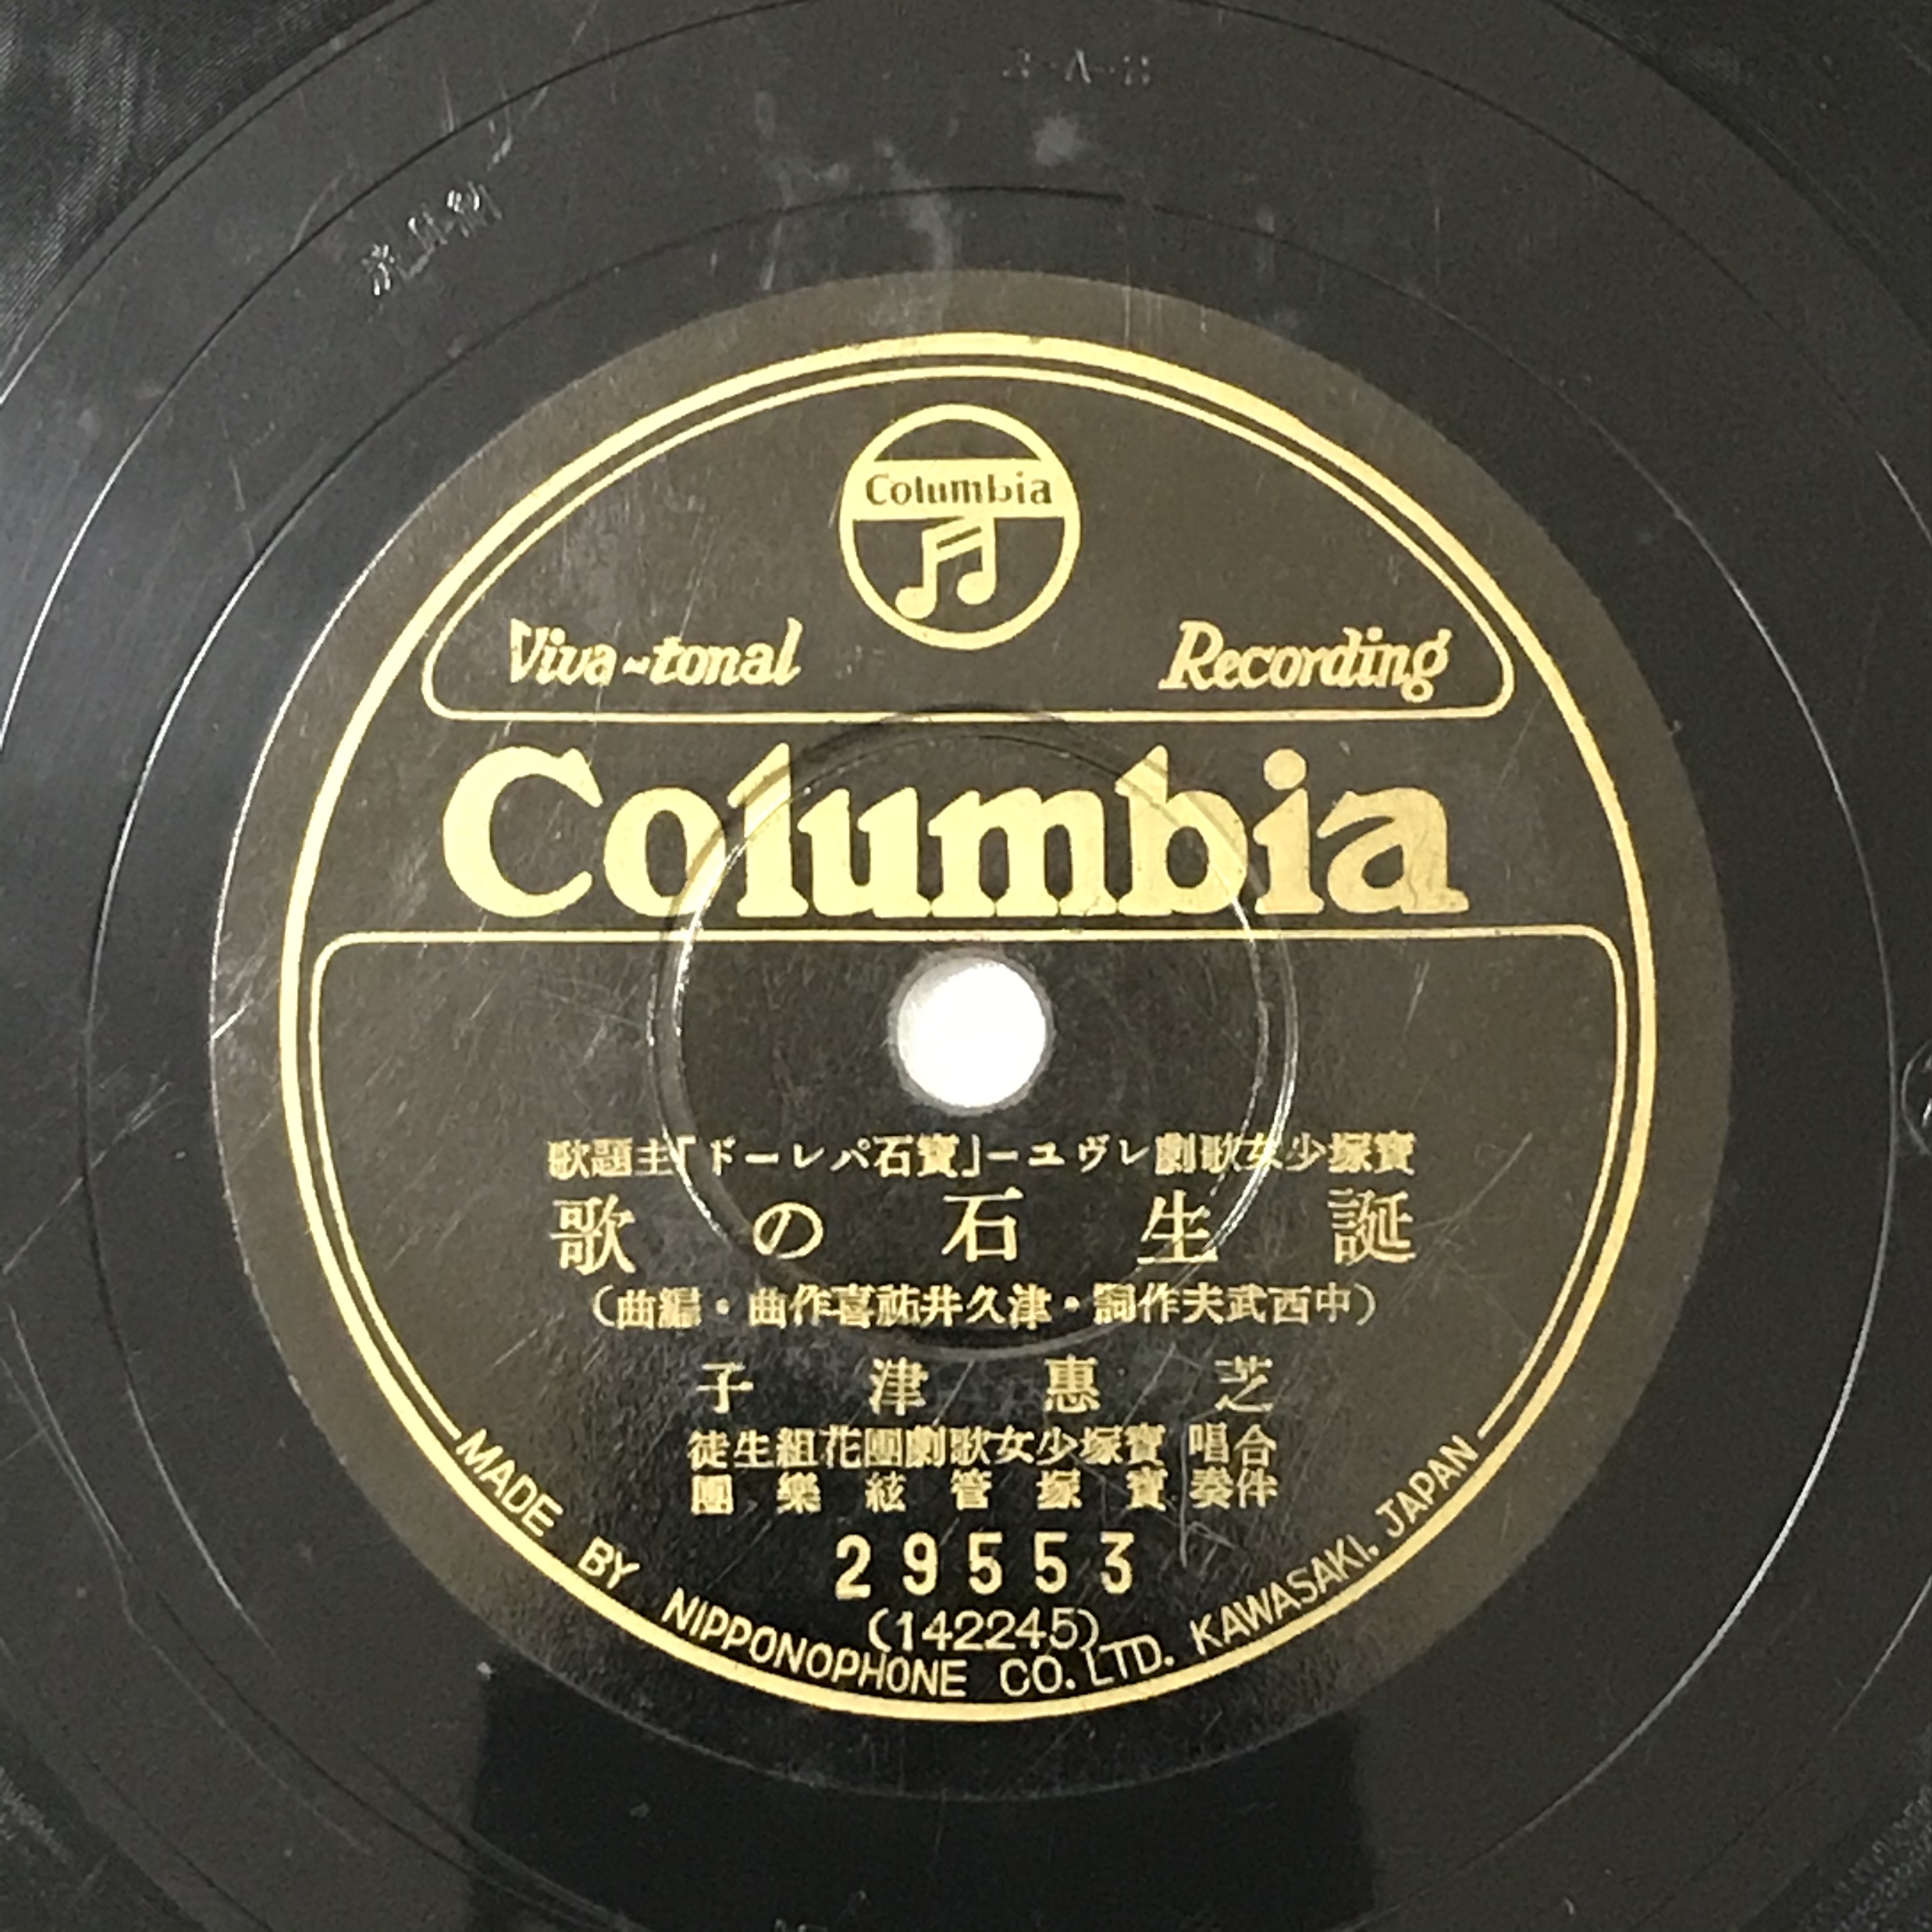 Columbia
Viva-tonal Recording
Columbia
寶塚少女歌劇レヴユー「寶石パレード」主題歌
誕生石の歌
（中西武夫作詞・津久井祐喜作曲・編曲）
芝惠津子
合唱 寶塚少女歌劇團花組生徒
伴奏 寶塚管絃樂團
29553
(142245)
MADE BY NIPPONOPHONE CO. LTD. KAWASAKI, JAPAN